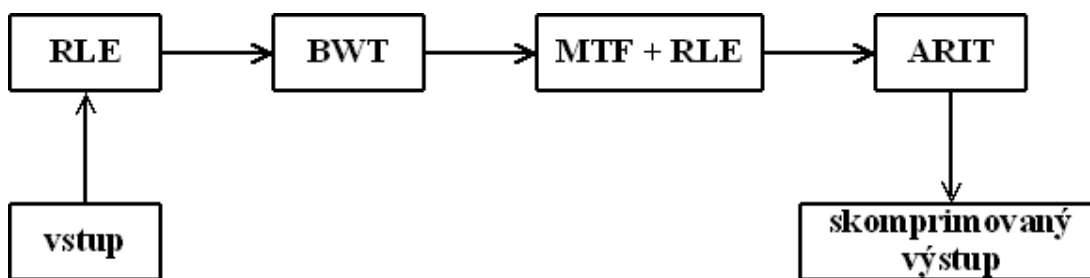 RLE
BWT
MTF + RLE
ARIT
vstup
skomprimovaný
výstup